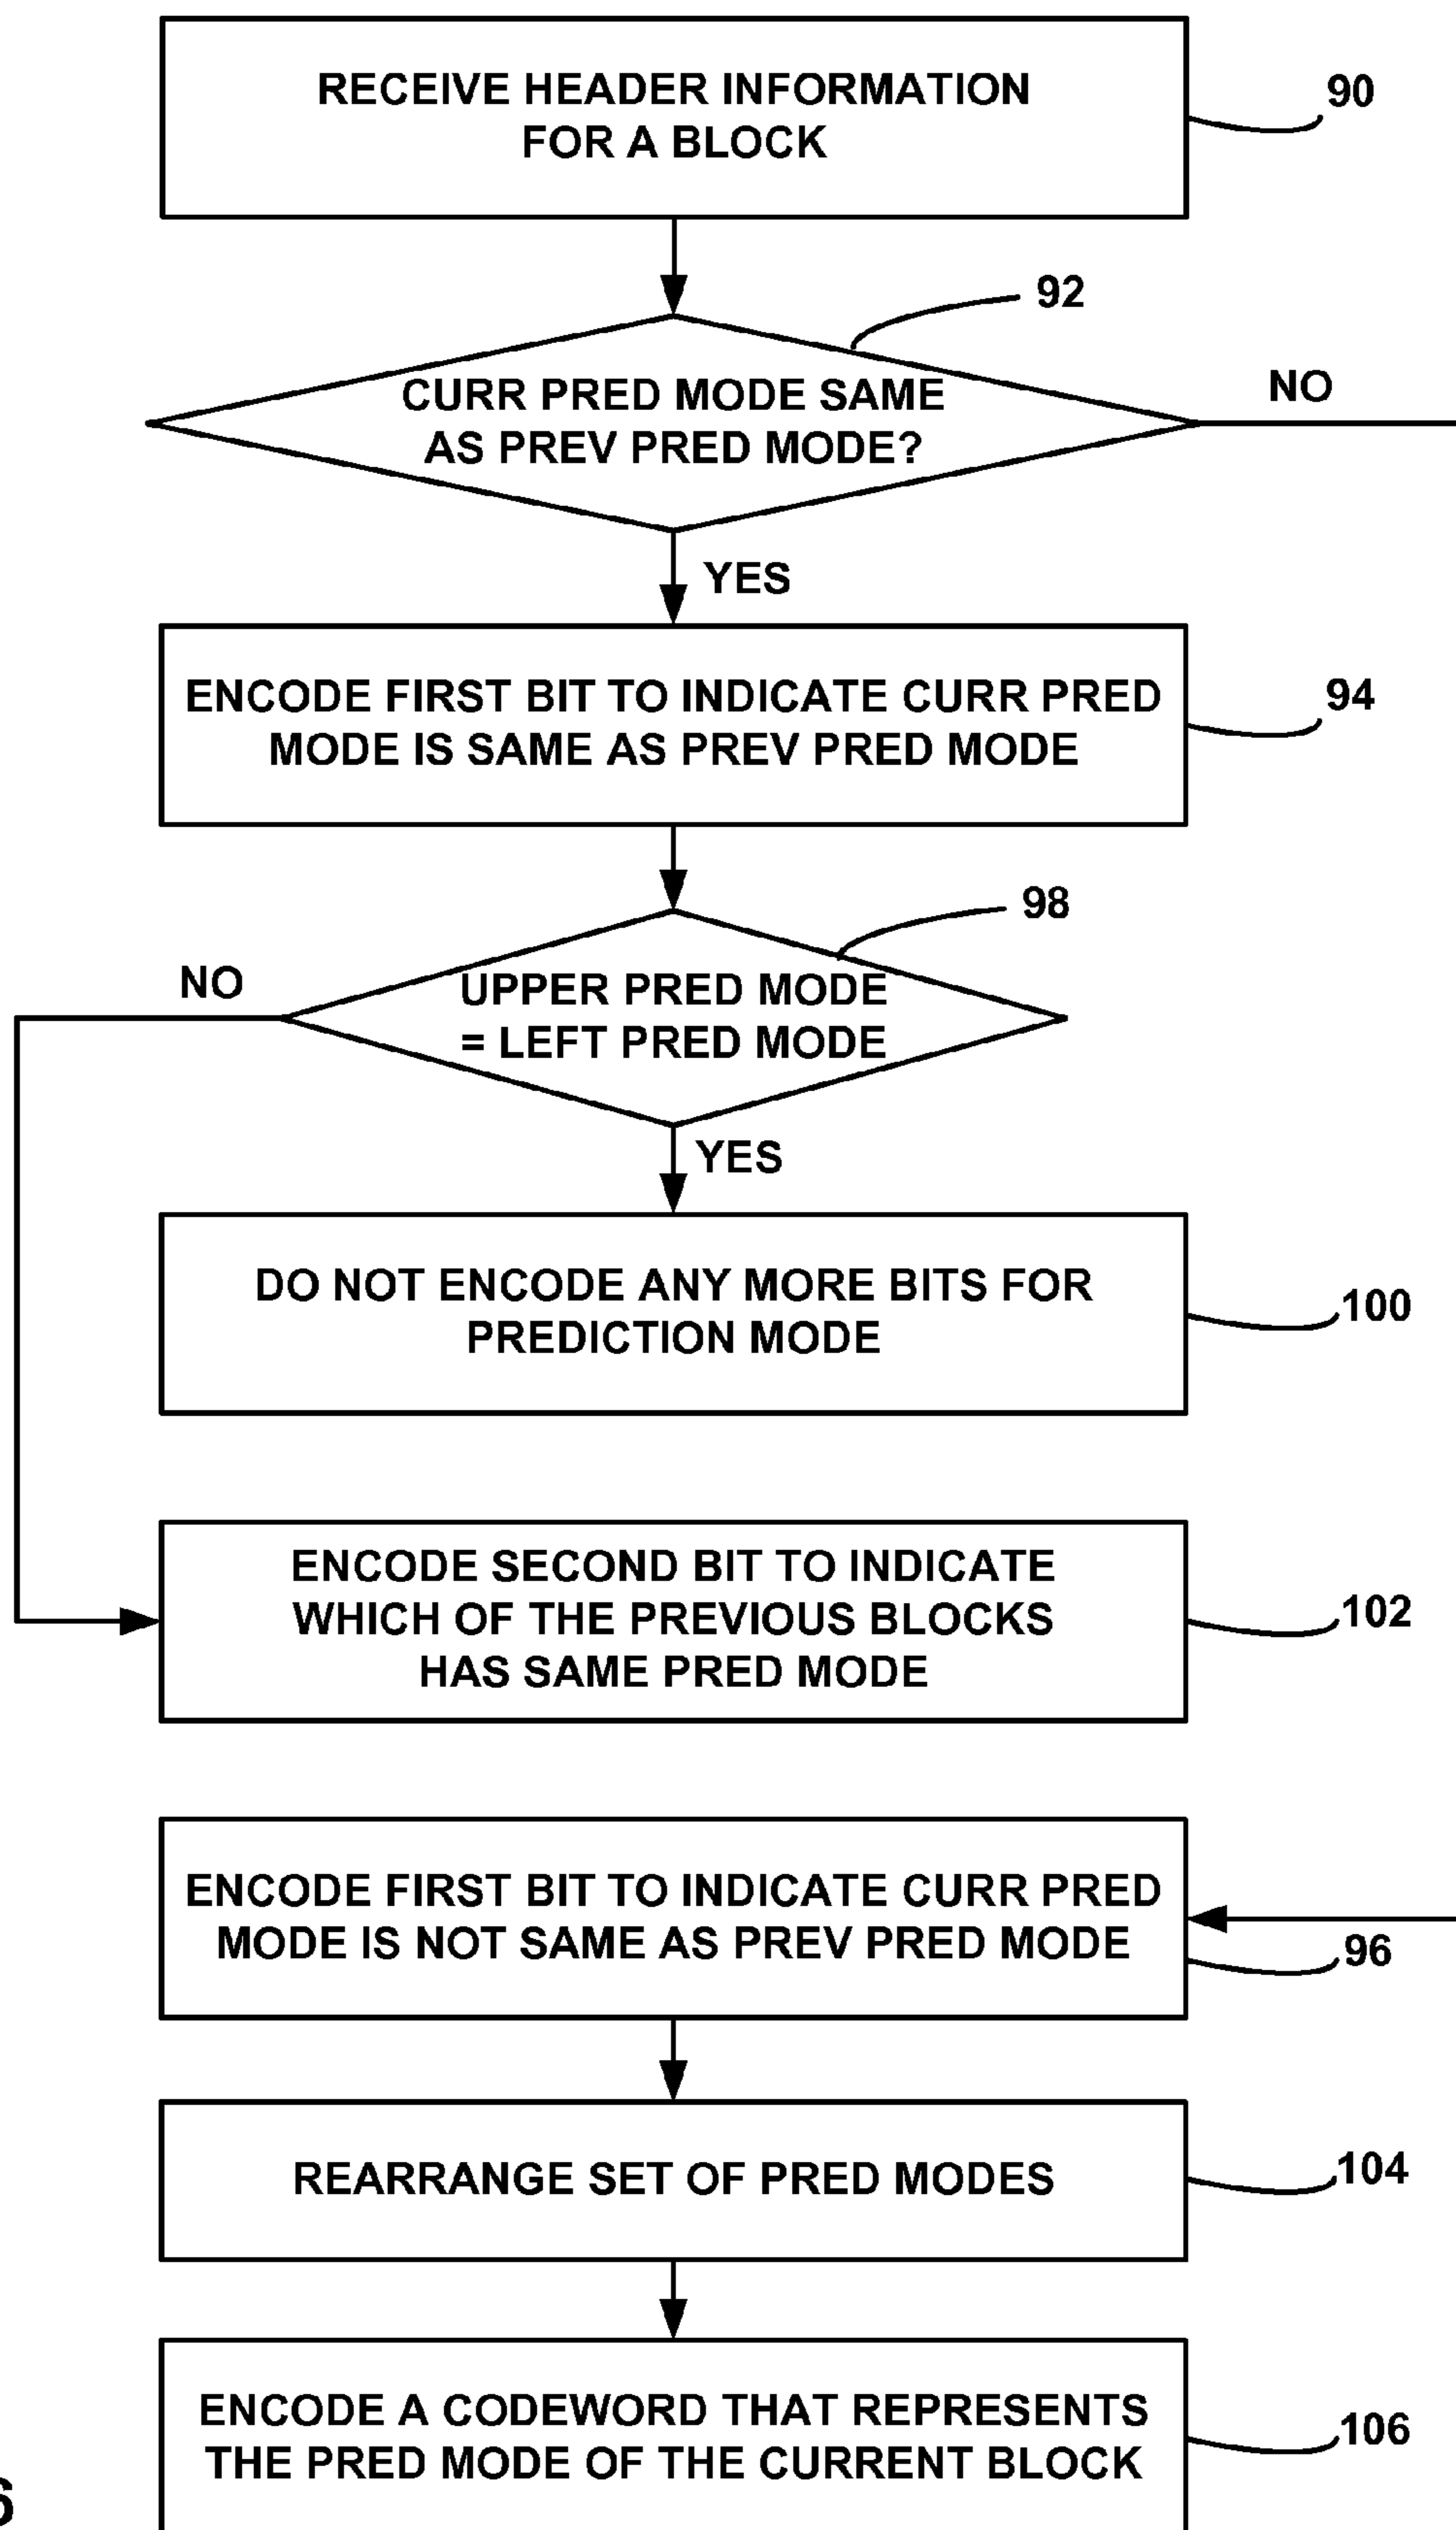 RECEIVE HEADER INFORMATION
FOR A BLOCK
90
92
CURR PRED MODE SAME
AS PREV PRED MODE?
NO
YES
ENCODE FIRST BIT TO INDICATE CURR PRED
MODE IS SAME AS PREV PRED MODE
94
98
NO
UPPER PRED MODE
= LEFT PRED MODE
YES
DO NOT ENCODE ANY MORE BITS FOR
PREDICTION MODE
100
ENCODE SECOND BIT TO INDICATE
WHICH OF THE PREVIOUS BLOCKS
HAS SAME PRED MODE
102
ENCODE FIRST BIT TO INDICATE CURR PRED
MODE IS NOT SAME AS PREV PRED MODE
96
REARRANGE SET OF PRED MODES
104
ENCODE A CODEWORD THAT REPRESENTS
THE PRED MODE OF THE CURRENT BLOCK
106